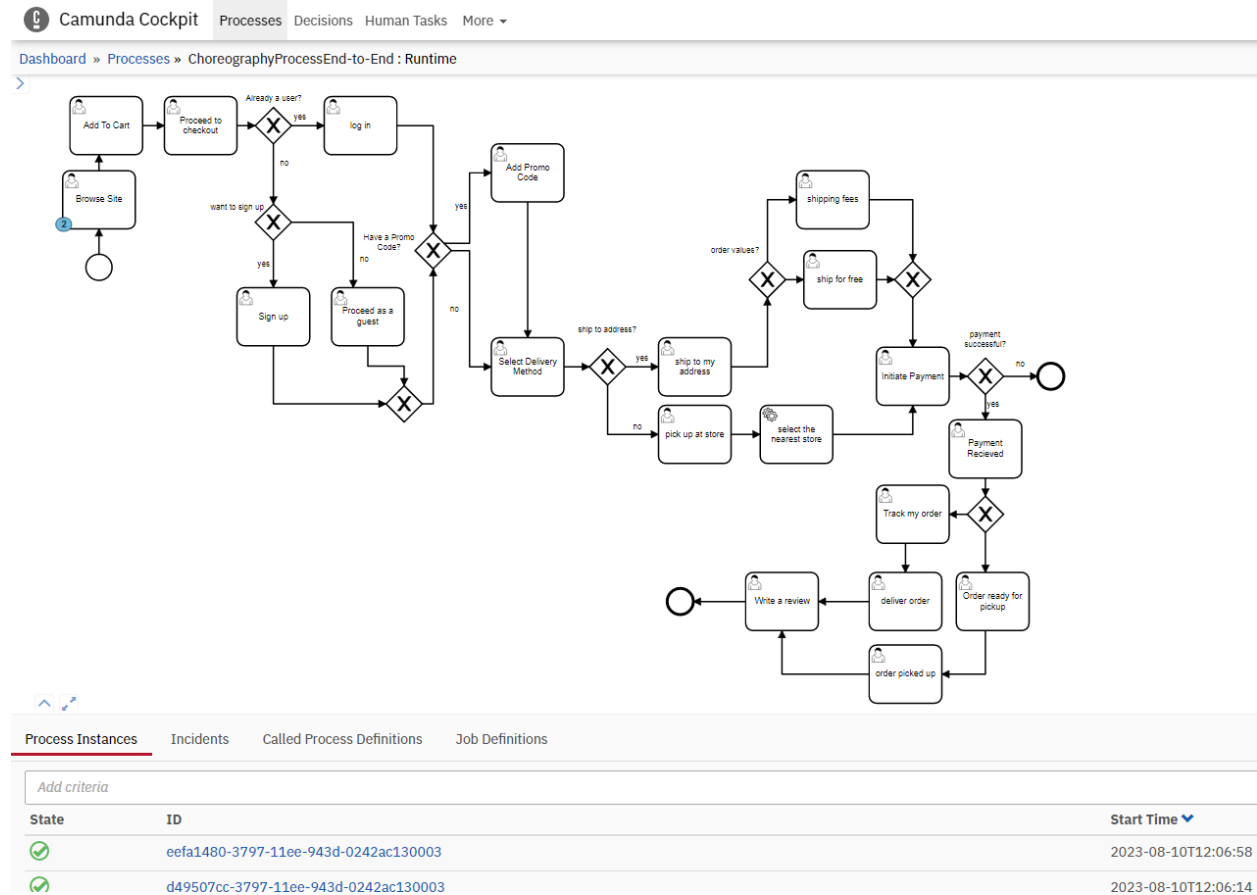 Camunda Cockpit Processes Decisions Human Tasks More
Dashboard » Processes » ChoreographyProcessEnd-to-End : Runtime
Already a user?
Add To Cart
Proceed to
checkout
yes
log in
no
Browse Site
2
want to sign up
yes
no
Sign up
Proceed as a
guest
Have a Promo
Code?
yes
no
Add Promo
Code
Select Delivery
Method
ship to address?
yes
no
ship to my
address
pick up at store
select the
nearest store
order values?
shipping fees
ship for free
Initiate Payment
payment
successful?
no
yes
Payment
Recieved
Track my order
deliver order
Order ready for
pickup
order picked up
Write a review
Process Instances Incidents Called Process Definitions Job Definitions
Add criteria
State ID Start Time
eefa1480-3797-11ee-943d-0242ac130003 2023-08-10T12:06:58
d49507cc-3797-11ee-943d-0242ac130003 2023-08-10T12:06:14